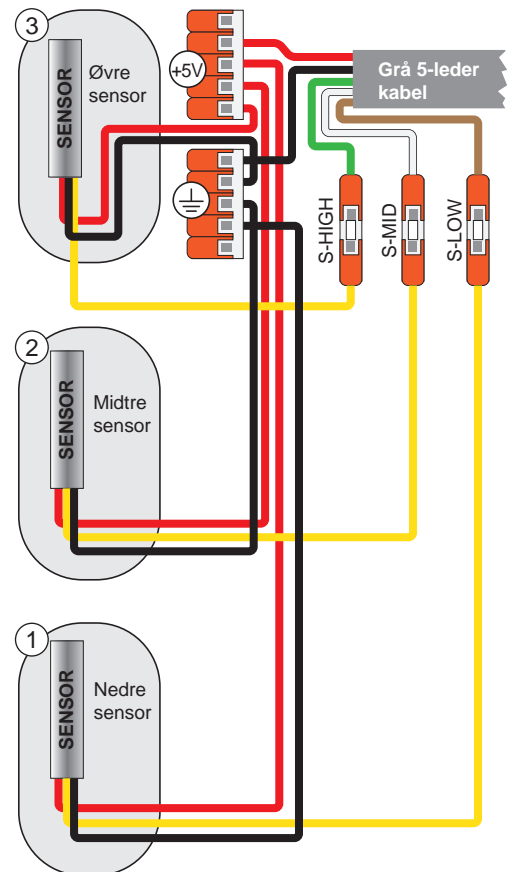 3
SENSOR
Øvre
sensor
+5V
Grå 5-leder
kabel
S-HIGH
S-MID
S-LOW
2
SENSOR
Midtre
sensor
1
SENSOR
Nedre
sensor